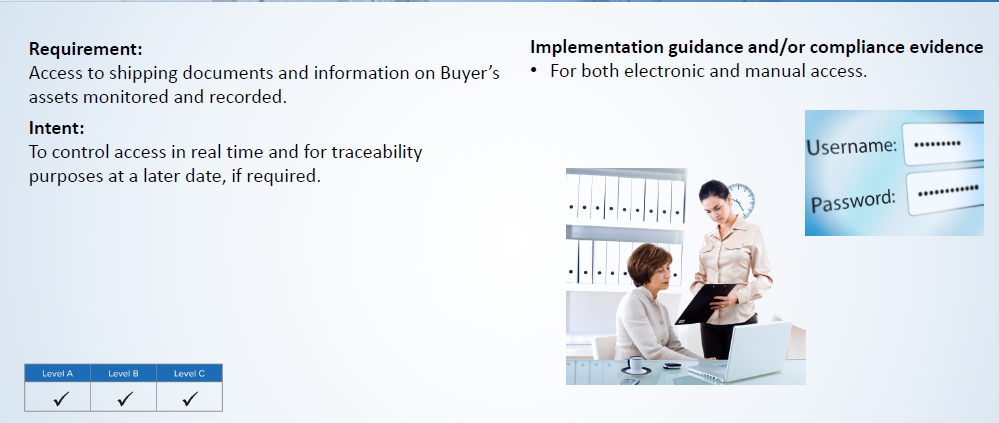 Requirement:
Access to shipping documents and information on Buyer’s
assets monitored and recorded.
Intent:
To control access in real time and for traceability
purposes at a later date, if required.
Implementation guidance and/or compliance evidence
• For both electronic and manual access.
Username: •••••••••
Password: ••••••••••••
Level A Level B Level C
✓ ✓ ✓